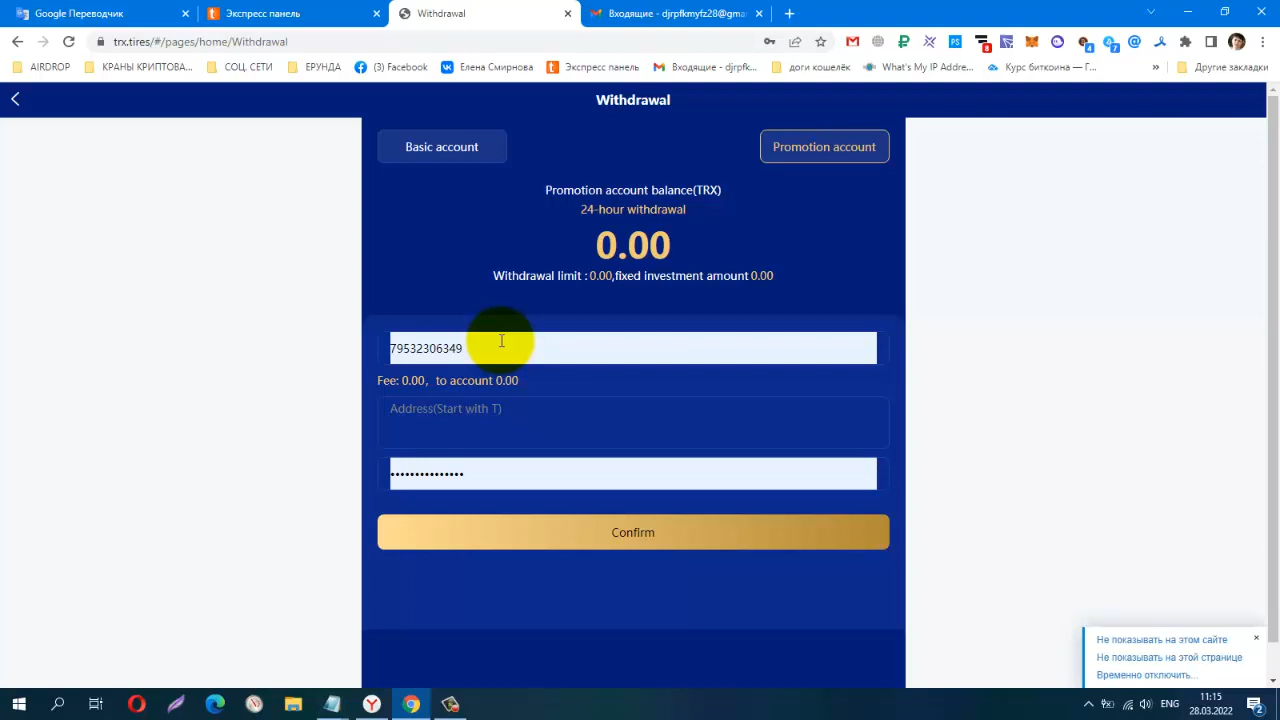 Google Переводчик
Экспресс панель
Withdrawal
Входящие - djrpfkmyfz28@gma
trx.tires/#/pages/home/Withdrawal
AIRDROP
КРАНЫ КРИПТОВА...
СОЦ. СЕТИ
ЕРУНДА
(3) Facebook
Елена Смирнова
Экспресс панель
Входящие - djrpfk...
доги кошелёк
What's My IP Addre...
Курс биткоина — Г...
»
Другие закладки
Withdrawal
Basic account
Promotion account
Promotion account balance(TRX)
24-hour withdrawal
0.00
Withdrawal limit : 0.00,fixed investment amount 0.00
79532306349
Fee: 0.00，to account 0.00
Address(Start with T)
•••••••••••••••
Confirm
Не показывать на этом сайте
Не показывать на этой странице
Временно отключить...
ENG
11:15
28.03.2022